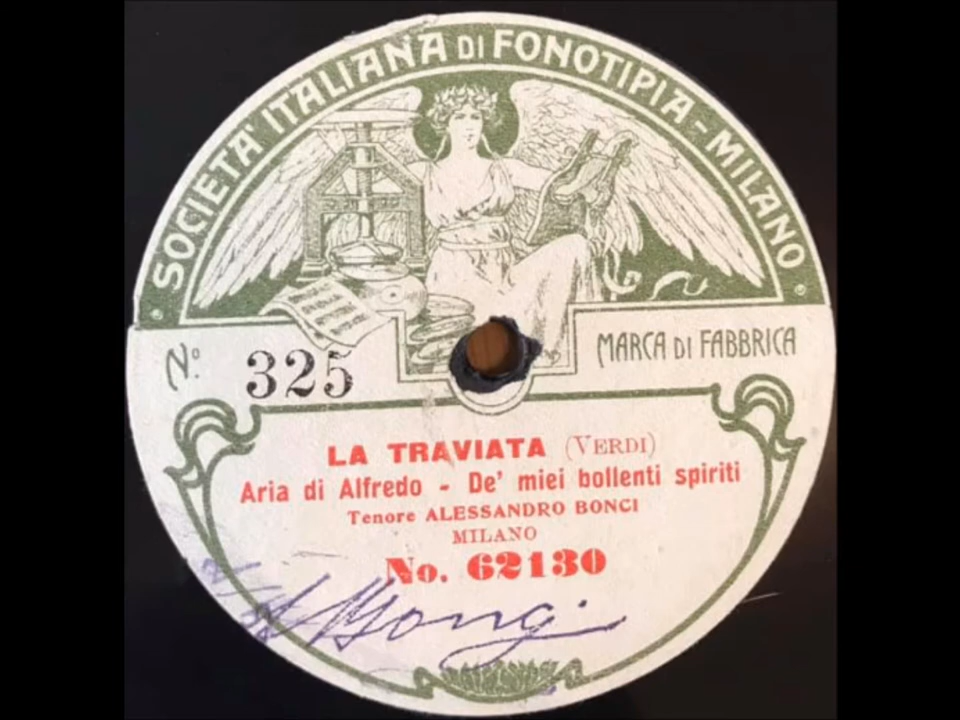 SOCIETA' ITALIANA DI FONOTIPIA - MILANO
No. 325
MARCA DI FABBRICA
LA TRAVIATA (VERDI)
Aria di Alfredo - De' miei bollenti spiriti
Tenore ALESSANDRO BONCI
MILANO
No. 62130